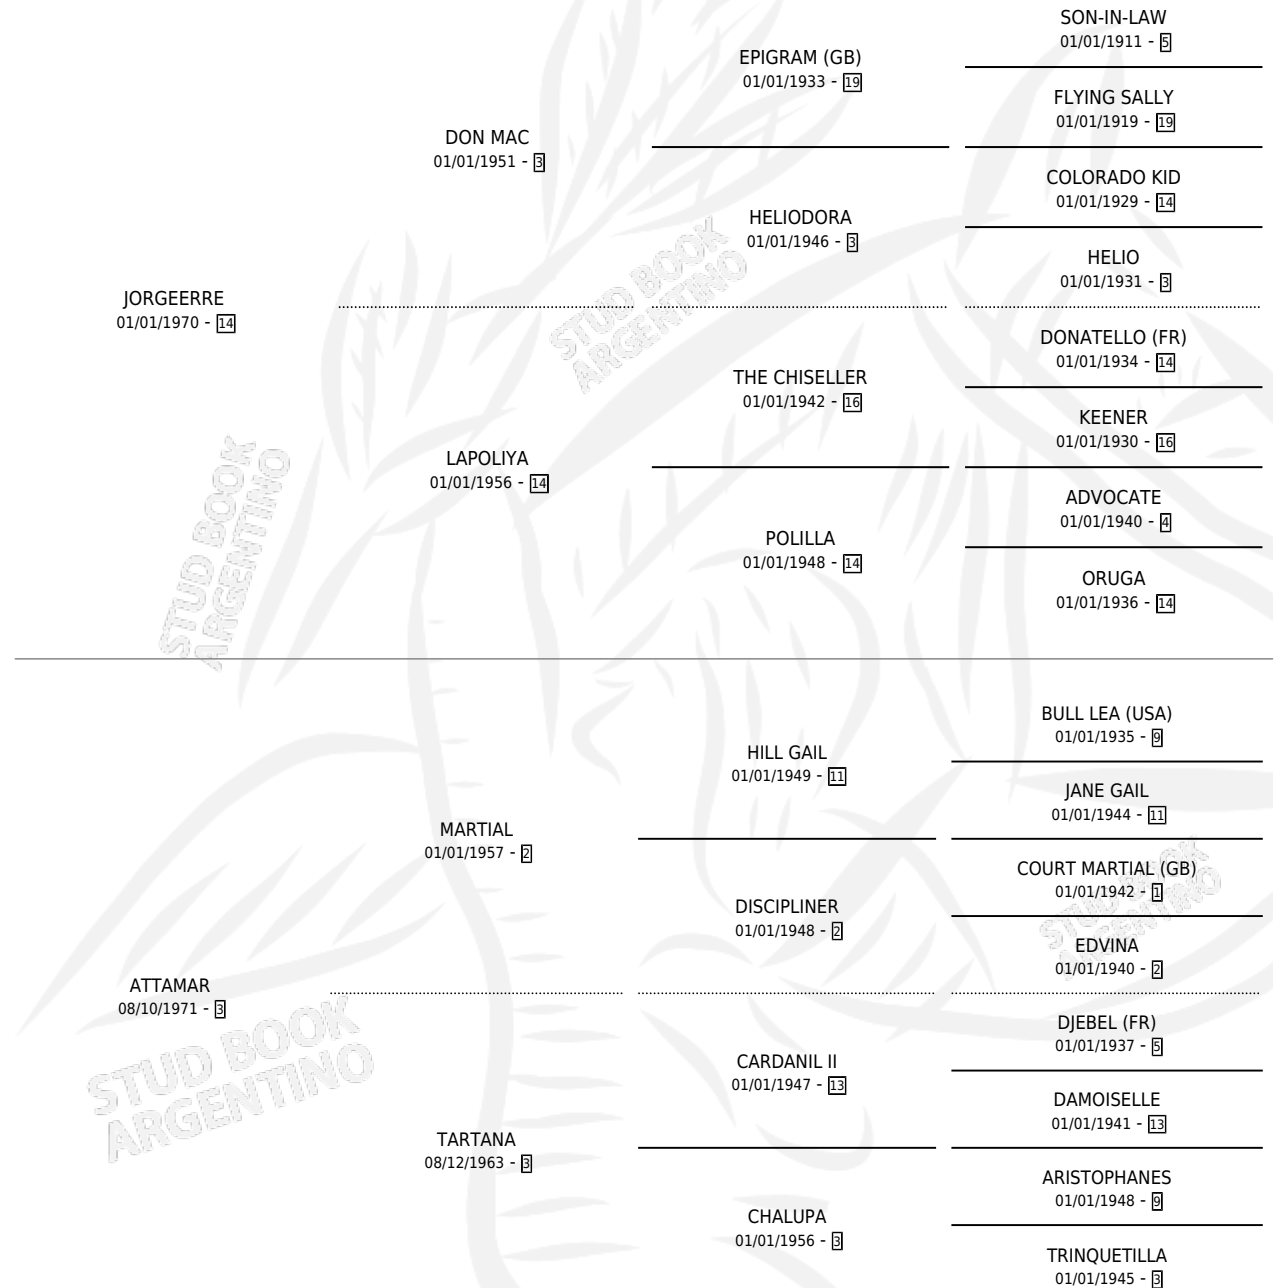 SON-IN-LAW
01/01/1911 - 5
EPIGRAM (GB)
01/01/1933 - 19
FLYING SALLY
01/01/1919 - 19
DON MAC
01/01/1951 - 3
COLORADO KID
01/01/1929 - 14
HELIODORA
01/01/1946 - 3
HELIO
01/01/1931 - 3
JORGEERRE
01/01/1970 - 14
DONATELLO (FR)
01/01/1934 - 14
THE CHISELLER
01/01/1942 - 16
KEENER
01/01/1930 - 16
LAPOLIYA
01/01/1956 - 14
ADVOCATE
01/01/1940 - 4
POLILLA
01/01/1948 - 14
ORUGA
01/01/1936 - 14
BULL LEA (USA)
01/01/1935 - 9
HILL GAIL
01/01/1949 - 11
JANE GAIL
01/01/1944 - 11
MARTIAL
01/01/1957 - 2
COURT MARTIAL (GB)
01/01/1942 - 1
DISCIPLINER
01/01/1948 - 2
EDVINA
01/01/1940 - 2
ATTAMAR
08/10/1971 - 3
DJEBEL (FR)
01/01/1937 - 5
CARDANIL II
01/01/1947 - 13
DAMOISELLE
01/01/1941 - 13
TARTANA
08/12/1963 - 3
ARISTOPHANES
01/01/1948 - 9
CHALUPA
01/01/1956 - 3
TRINQUETILLA
01/01/1945 - 3
STUD BOOK
ARGENTINO
STUD BOOK
ARGENTINO
STUD BOOK
ARGENTINO
STUD BOOK
ARGENTINO